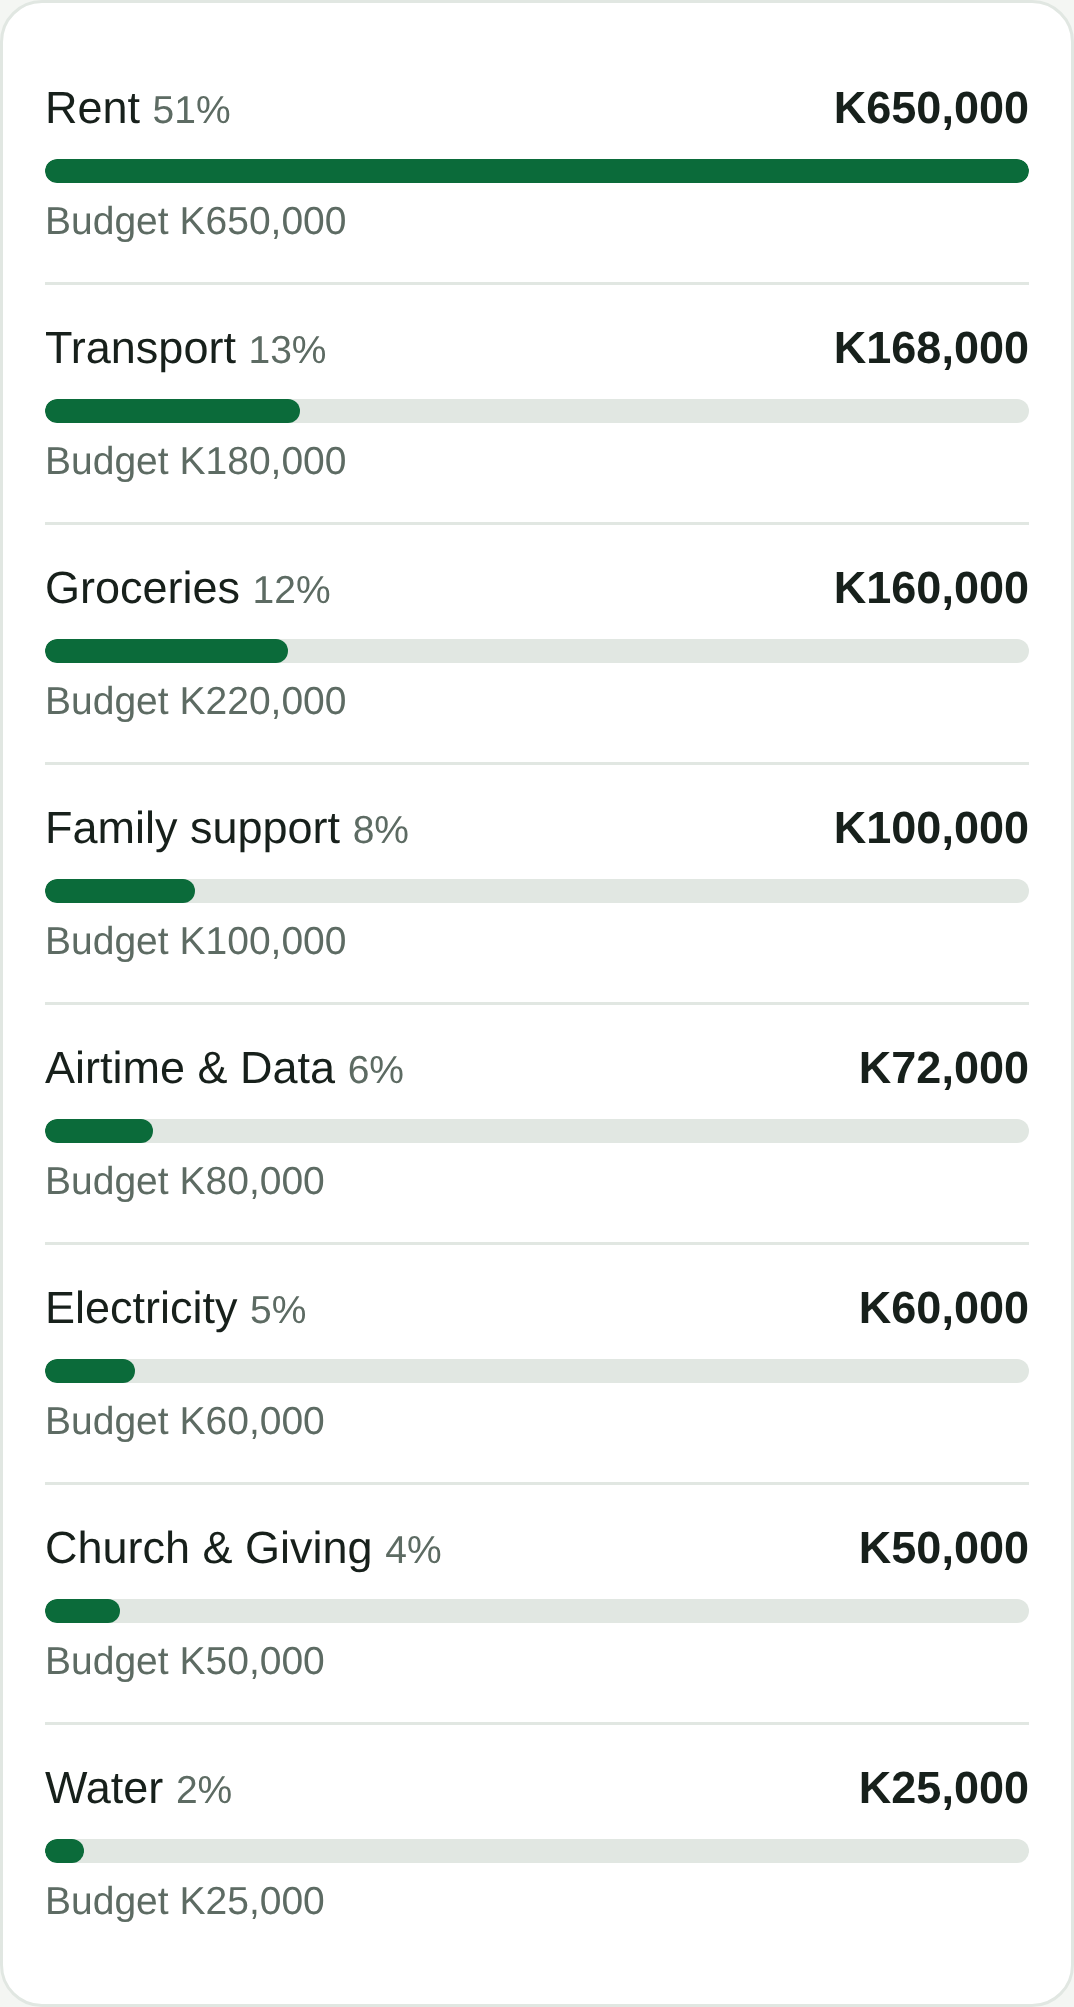 Rent 51% K650,000
Budget K650,000
Transport 13% K168,000
Budget K180,000
Groceries 12% K160,000
Budget K220,000
Family support 8% K100,000
Budget K100,000
Airtime & Data 6% K72,000
Budget K80,000
Electricity 5% K60,000
Budget K60,000
Church & Giving 4% K50,000
Budget K50,000
Water 2% K25,000
Budget K25,000